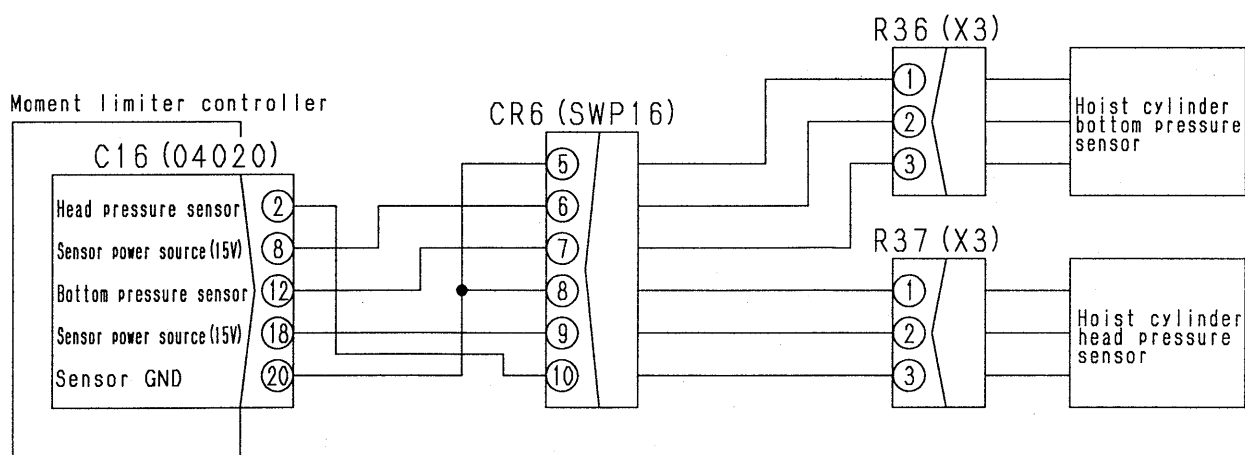 Moment limiter controller
C16 (04020)
Head pressure sensor 2
Sensor power source(15V) 8
Bottom pressure sensor 12
Sensor power source(15V) 18
Sensor GND 20
CR6 (SWP16)
5
6
7
8
9
10
R36 (X3)
1
2
3
Hoist cylinder
bottom pressure
sensor
R37 (X3)
1
2
3
Hoist cylinder
head pressure
sensor